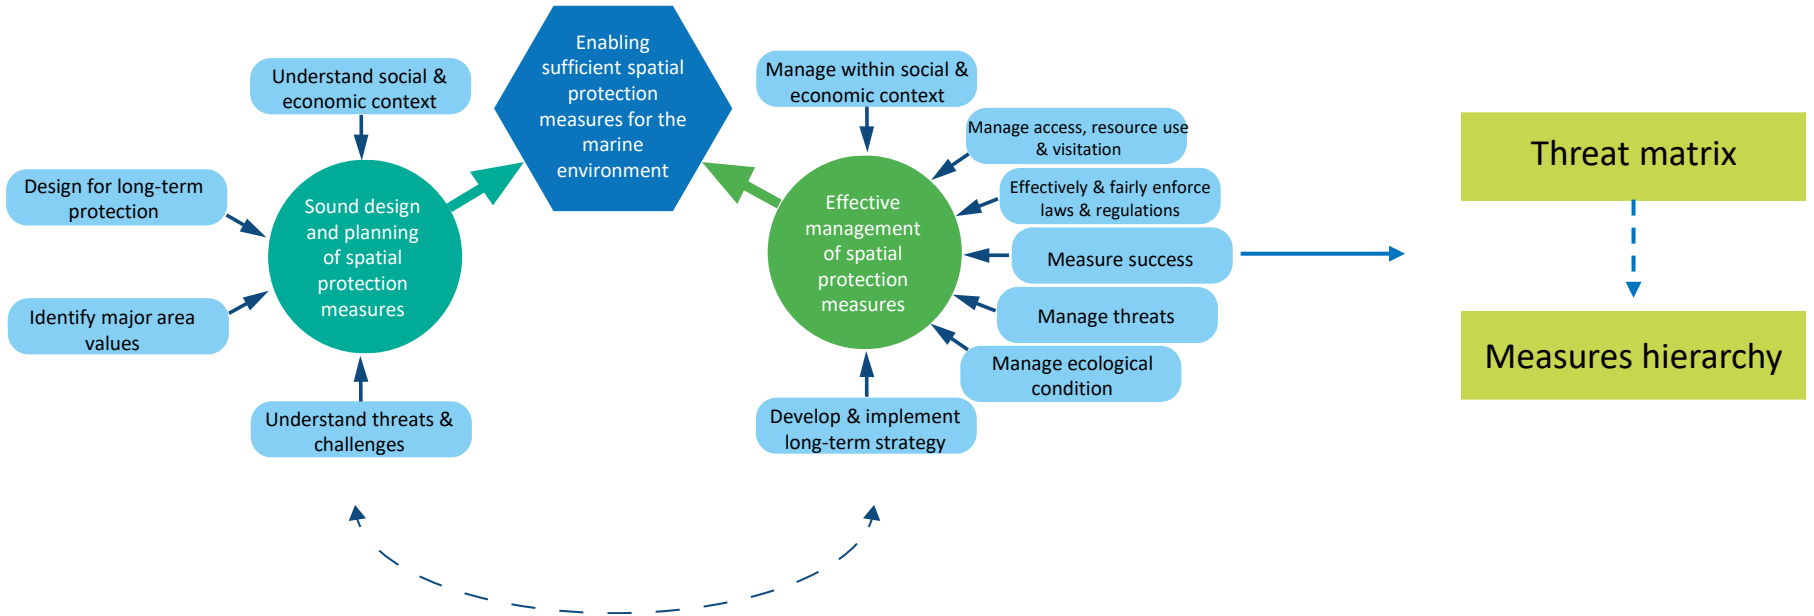 Understand social &
economic context
Design for long-term
protection
Identify major area
values
Understand threats &
challenges
Sound design
and planning
of spatial
protection
measures
Enabling
sufficient spatial
protection
measures for the
marine
environment
Effective
management
of spatial
protection
measures
Manage within social &
economic context
Manage access, resource use
& visitation
Effectively & fairly enforce
laws & regulations
Measure success
Manage threats
Manage ecological
condition
Develop & implement
long-term strategy
Threat matrix
Measures hierarchy